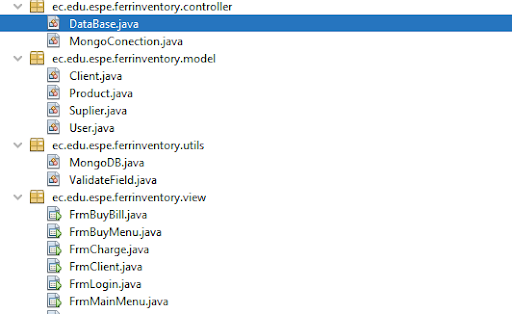 ec.edu.espe.ferrinventory.controller
DataBase.java
MongoConection.java
ec.edu.espe.ferrinventory.model
Client.java
Product.java
Suplier.java
User.java
ec.edu.espe.ferrinventory.utils
MongoDB.java
ValidateField.java
ec.edu.espe.ferrinventory.view
FrmBuyBill.java
FrmBuyMenu.java
FrmCharge.java
FrmClient.java
FrmLogin.java
FrmMainMenu.java